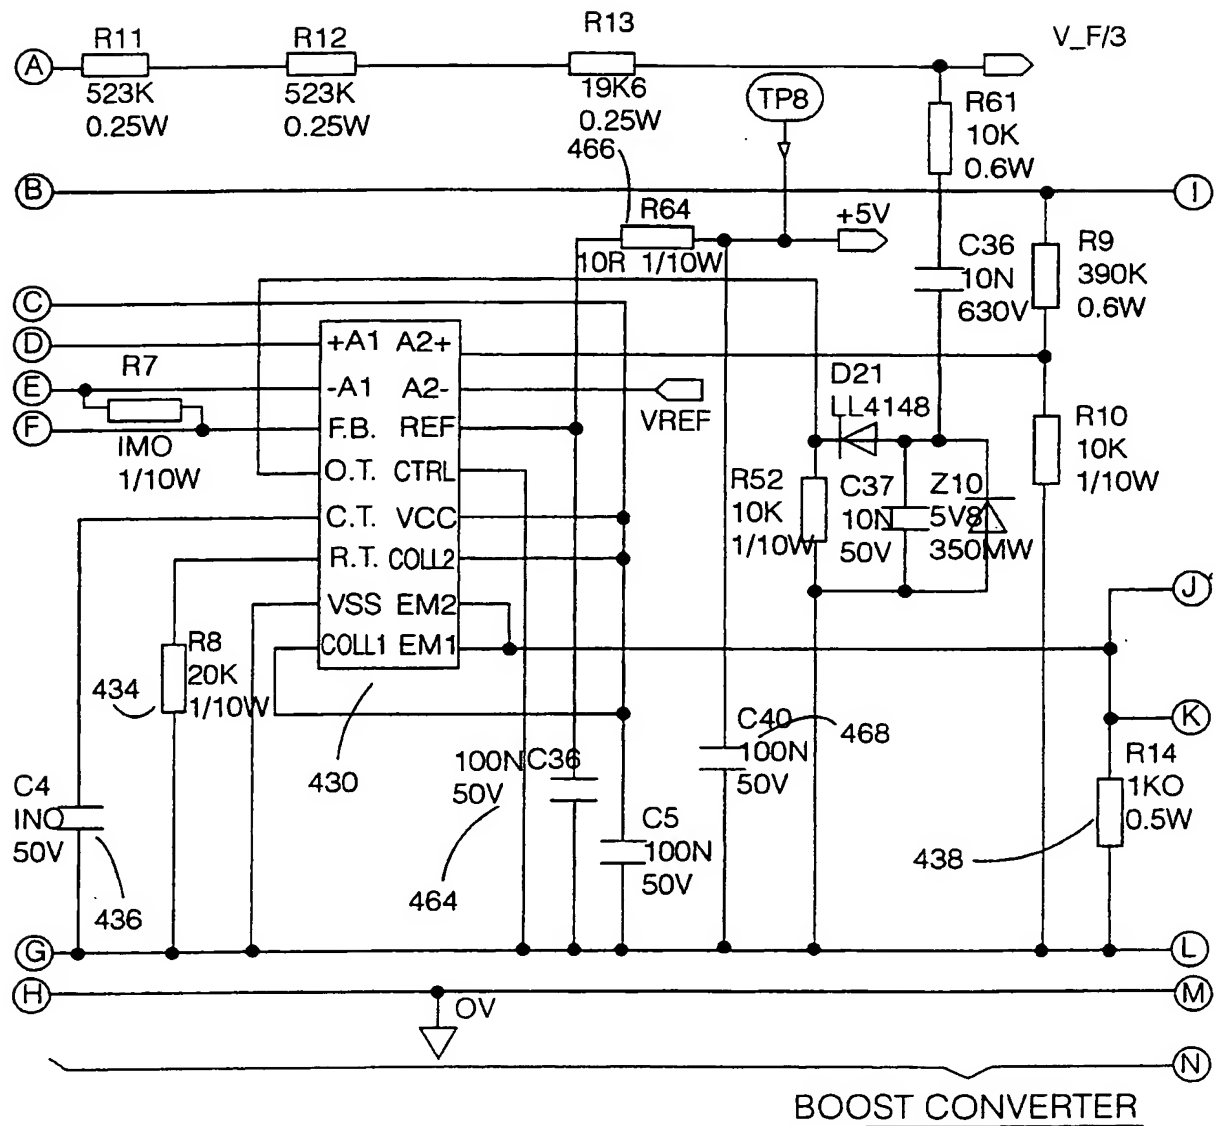 R11
R12
R13
V_F/3
A
523K
0.25W
523K
0.25W
19K6
0.25W
TP8
R61
10K
0.6W
466
B
I
R64
+5V
10R 1/10W
C36
10N
630V
R9
390K
0.6W
C
D
+A1 A2+
R7
E
-A1 A2-
VREF
D21
LL4148
F
F.B. REF
IMO
1/10W
R10
10K
1/10W
O.T. CTRL
R52
10K
1/10W
C37
10N
50V
Z10
5V8
350MW
C.T. VCC
R.T. COLL2
VSS EM2
J
COLL1 EM1
R8
20K
1/10W
434
430
C40
100N
50V
468
K
100N C36
50V
R14
1KO
0.5W
C4
INO
50V
C5
100N
50V
438
436
464
G
L
H
M
OV
N
BOOST CONVERTER